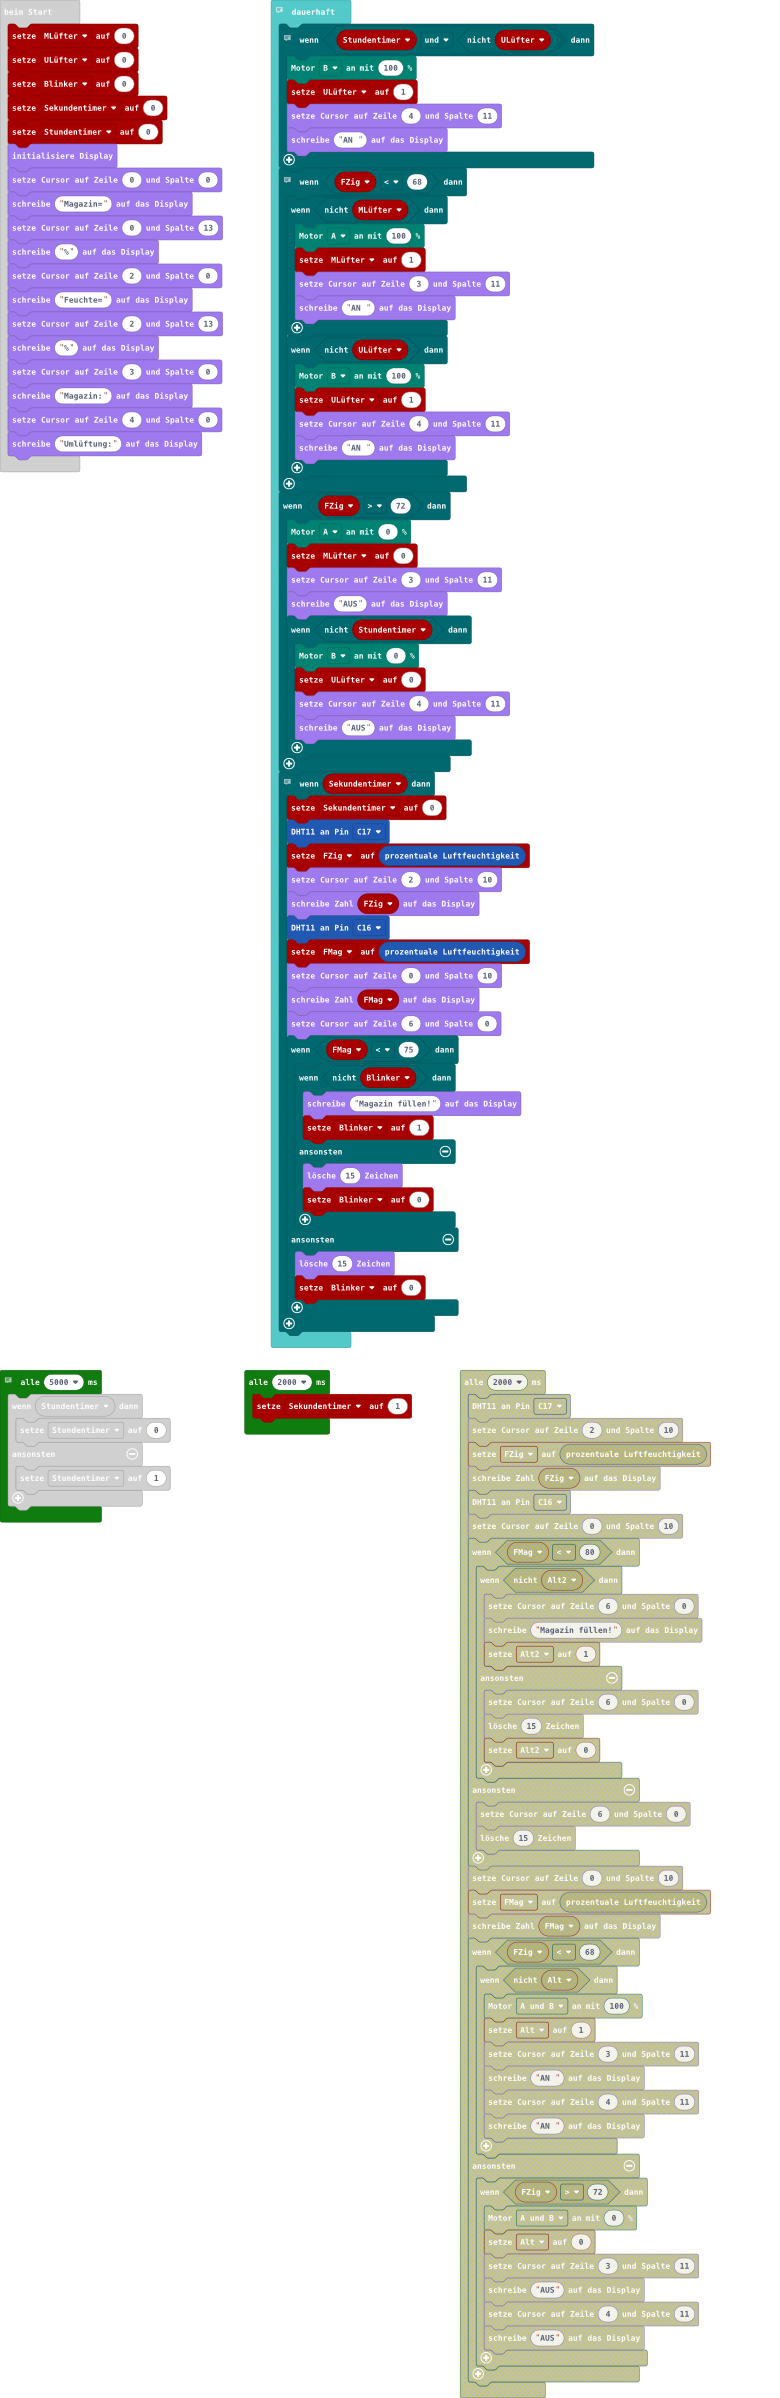 beim Start
setze MLüfter auf 0
setze ULüfter auf 0
setze Blinker auf 0
setze Sekundentimer auf 0
setze Stundentimer auf 0
initialisiere Display
setze Cursor auf Zeile 0 und Spalte 0
schreibe "Magazin=" auf das Display
setze Cursor auf Zeile 0 und Spalte 13
schreibe "%" auf das Display
setze Cursor auf Zeile 2 und Spalte 0
schreibe "Feuchte=" auf das Display
setze Cursor auf Zeile 2 und Spalte 13
schreibe "%" auf das Display
setze Cursor auf Zeile 3 und Spalte 0
schreibe "Magazin:" auf das Display
setze Cursor auf Zeile 4 und Spalte 0
schreibe "Umlüftung:" auf das Display
dauerhaft
wenn Stundentimer und nicht ULüfter dann
Motor B an mit 100 %
setze ULüfter auf 1
setze Cursor auf Zeile 4 und Spalte 11
schreibe "AN " auf das Display
wenn FZig < 68 dann
wenn nicht MLüfter dann
Motor A an mit 100 %
setze MLüfter auf 1
setze Cursor auf Zeile 3 und Spalte 11
schreibe "AN " auf das Display
wenn nicht ULüfter dann
Motor B an mit 100 %
setze ULüfter auf 1
setze Cursor auf Zeile 4 und Spalte 11
schreibe "AN " auf das Display
wenn FZig > 72 dann
Motor A an mit 0 %
setze MLüfter auf 0
setze Cursor auf Zeile 3 und Spalte 11
schreibe "AUS" auf das Display
wenn nicht Stundentimer dann
Motor B an mit 0 %
setze ULüfter auf 0
setze Cursor auf Zeile 4 und Spalte 11
schreibe "AUS" auf das Display
wenn Sekundentimer dann
setze Sekundentimer auf 0
DHT11 an Pin C17
setze FZig auf prozentuale Luftfeuchtigkeit
setze Cursor auf Zeile 2 und Spalte 10
schreibe Zahl FZig auf das Display
DHT11 an Pin C16
setze FMag auf prozentuale Luftfeuchtigkeit
setze Cursor auf Zeile 0 und Spalte 10
schreibe Zahl FMag auf das Display
setze Cursor auf Zeile 6 und Spalte 0
wenn FMag < 75 dann
wenn nicht Blinker dann
schreibe "Magazin füllen!" auf das Display
setze Blinker auf 1
ansonsten
lösche 15 Zeichen
setze Blinker auf 0
ansonsten
lösche 15 Zeichen
setze Blinker auf 0
alle 5000 ms
wenn Stundentimer dann
setze Stundentimer auf 0
ansonsten
setze Stundentimer auf 1
alle 2000 ms
setze Sekundentimer auf 1
alle 2000 ms
DHT11 an Pin C17
setze Cursor auf Zeile 2 und Spalte 10
setze FZig auf prozentuale Luftfeuchtigkeit
schreibe Zahl FZig auf das Display
DHT11 an Pin C16
setze Cursor auf Zeile 0 und Spalte 10
wenn FMag < 80 dann
wenn nicht Alt2 dann
setze Cursor auf Zeile 6 und Spalte 0
schreibe "Magazin füllen!" auf das Display
setze Alt2 auf 1
ansonsten
setze Cursor auf Zeile 6 und Spalte 0
lösche 15 Zeichen
setze Alt2 auf 0
ansonsten
setze Cursor auf Zeile 6 und Spalte 0
lösche 15 Zeichen
setze Cursor auf Zeile 0 und Spalte 10
setze FMag auf prozentuale Luftfeuchtigkeit
schreibe Zahl FMag auf das Display
wenn FZig < 68 dann
wenn nicht Alt dann
Motor A und B an mit 100 %
setze Alt auf 1
setze Cursor auf Zeile 3 und Spalte 11
schreibe "AN " auf das Display
setze Cursor auf Zeile 4 und Spalte 11
schreibe "AN " auf das Display
ansonsten
wenn FZig > 72 dann
Motor A und B an mit 0 %
setze Alt auf 0
setze Cursor auf Zeile 3 und Spalte 11
schreibe "AUS" auf das Display
setze Cursor auf Zeile 4 und Spalte 11
schreibe "AUS" auf das Display